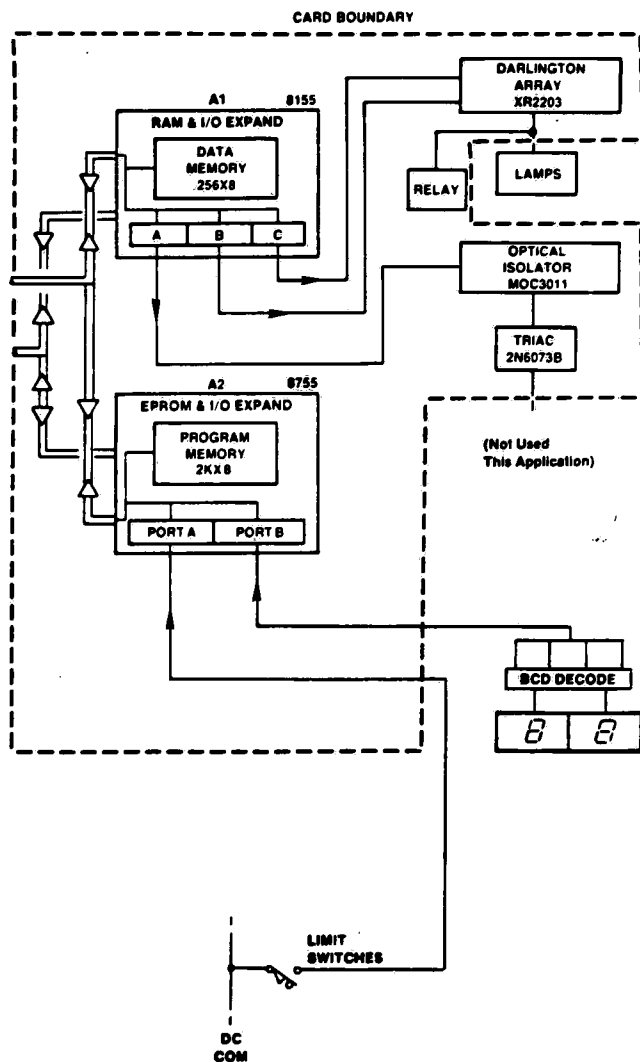 CARD BOUNDARY
DARLINGTON
ARRAY
XR2203
A1
8155
RAM & I/O EXPAND
DATA
MEMORY
256X8
RELAY
LAMPS
A
B
C
OPTICAL
ISOLATOR
MOC3011
TRIAC
2N6073B
A2
8755
EPROM & I/O EXPAND
PROGRAM
MEMORY
2KX8
(Not Used
This Application)
PORT A
PORT B
BCD DECODE
8
8
LIMIT
SWITCHES
DC
COM